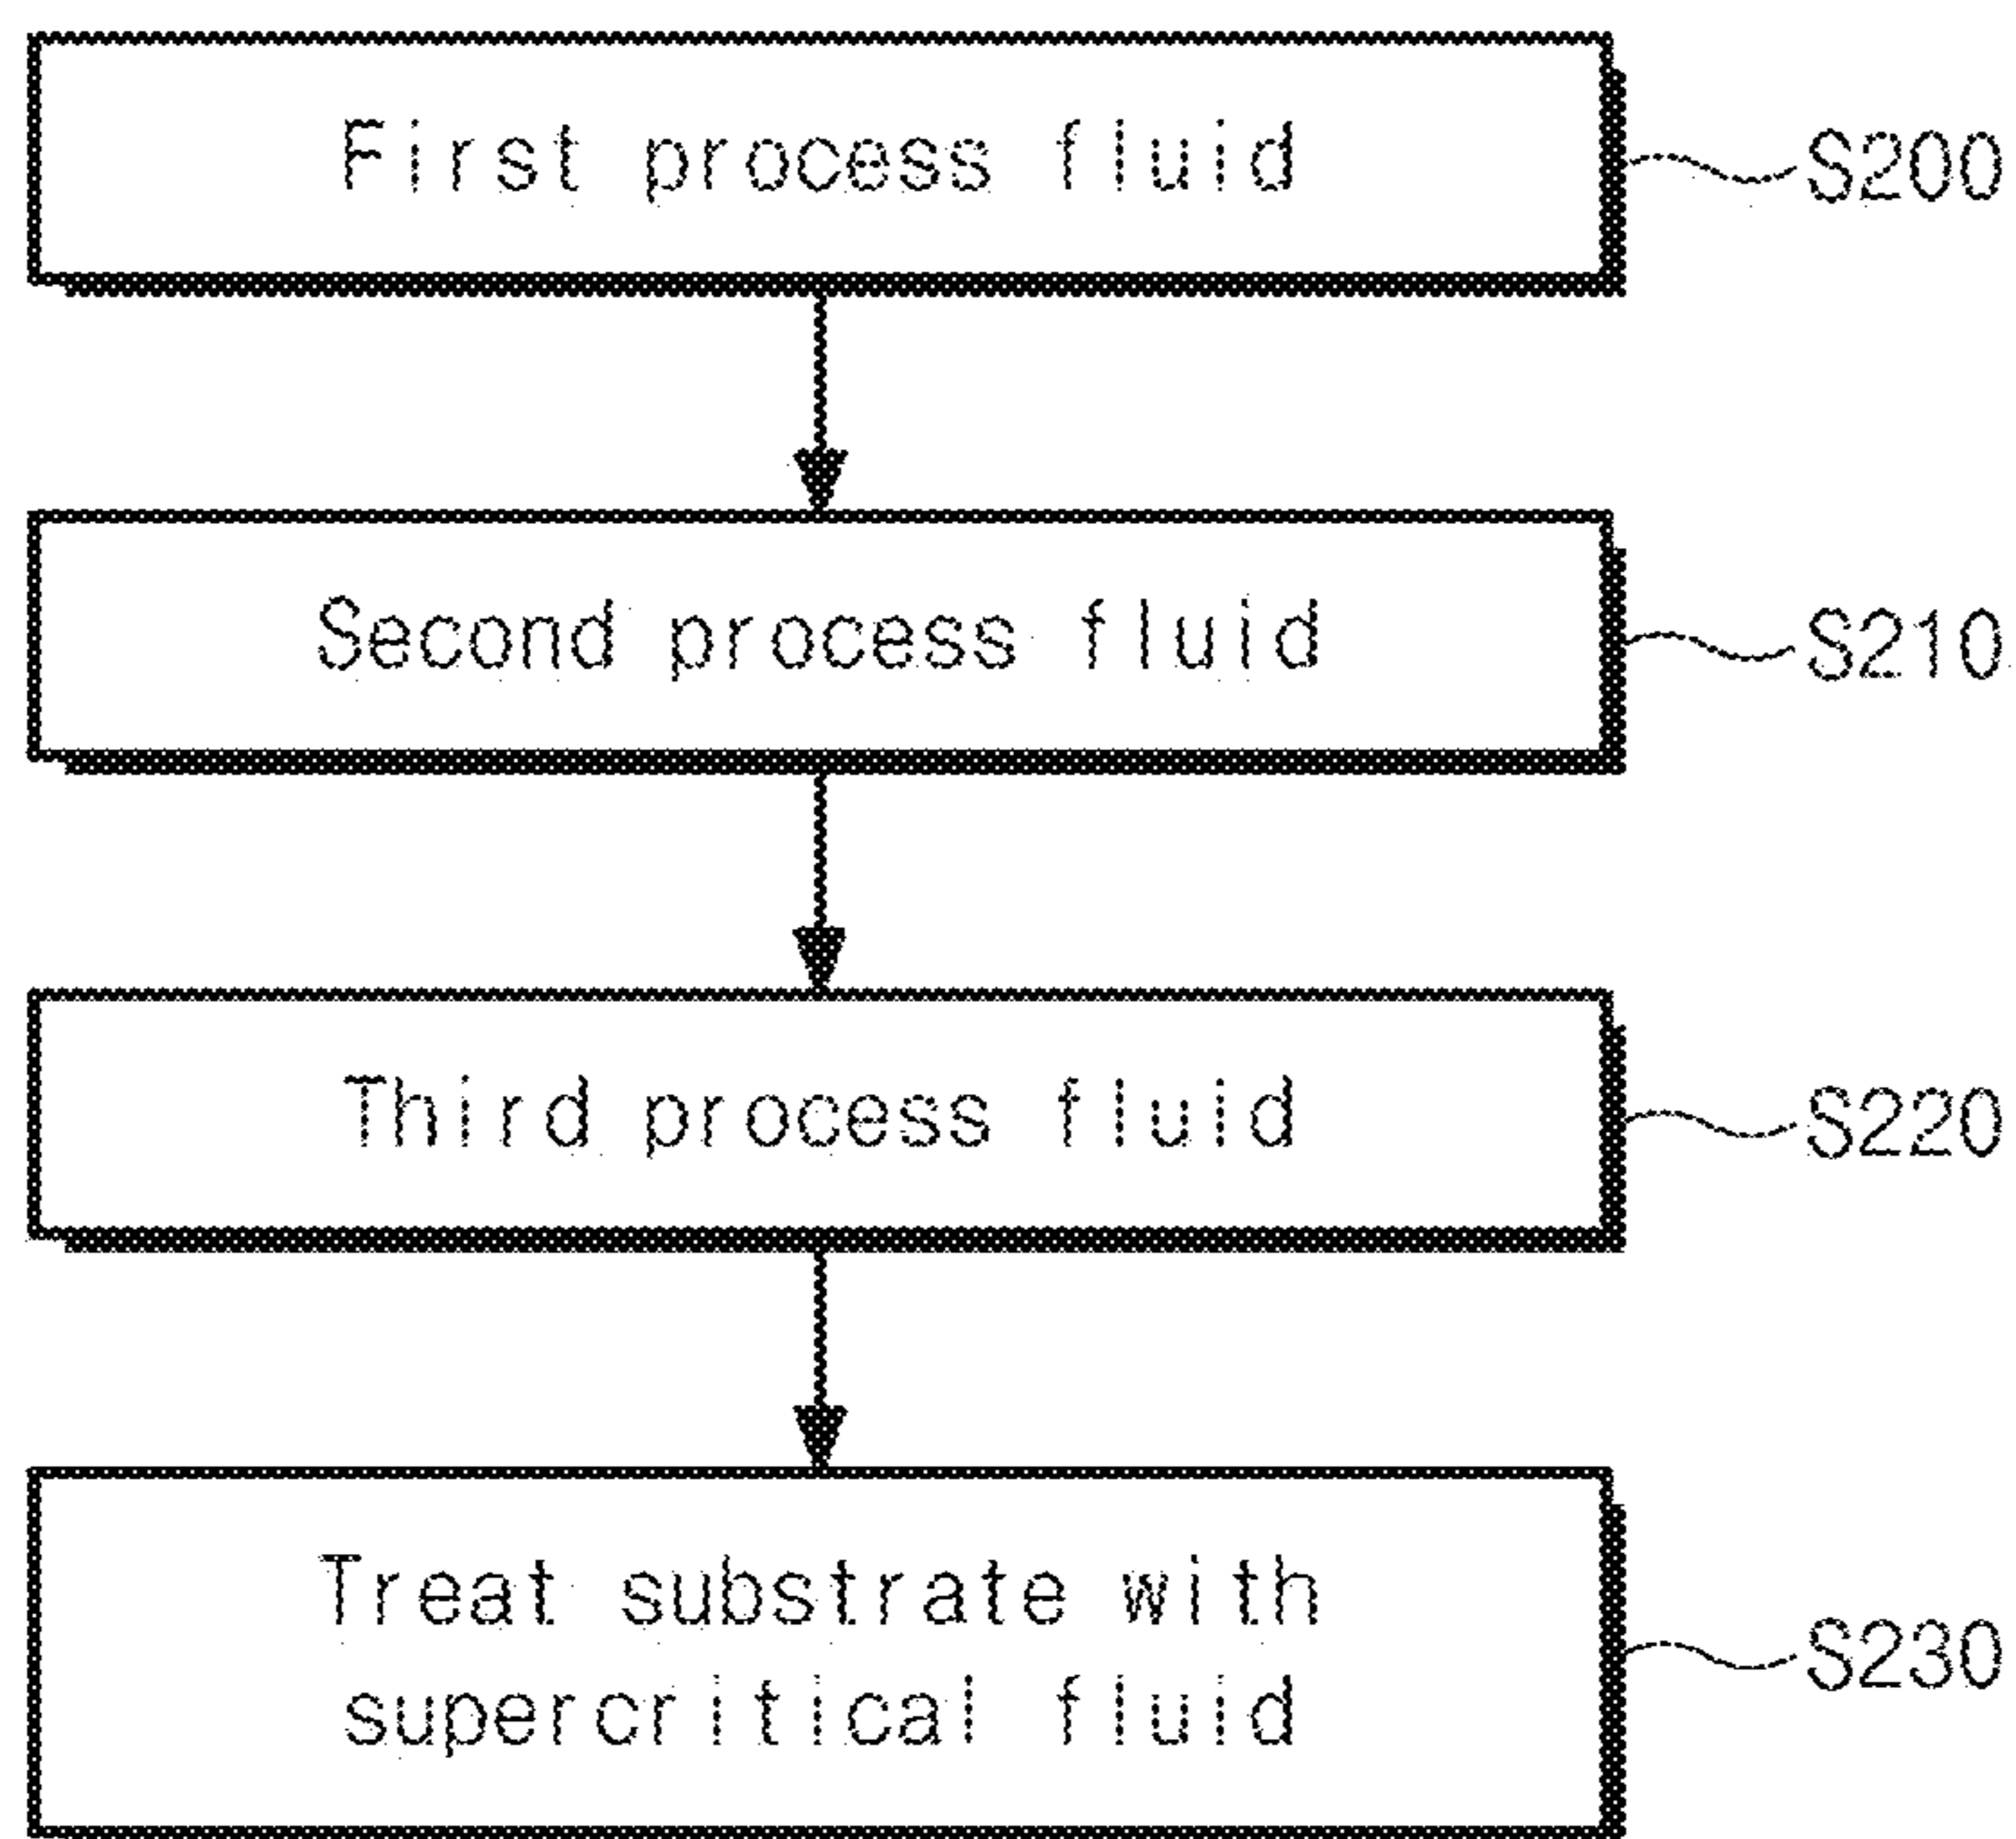 First process fluid
S200
Second process fluid
S210
Third process fluid
S220
Treat substrate with
supercritical fluid
S230